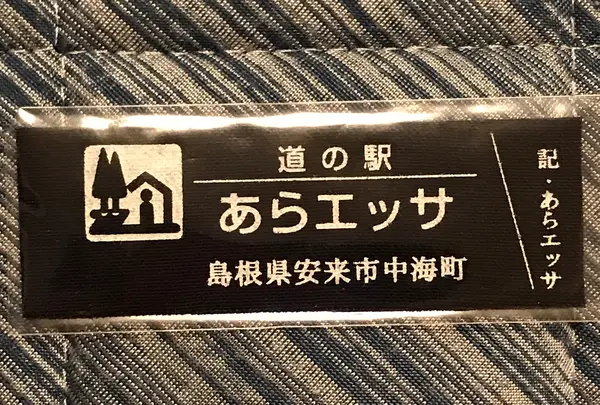 道の駅
あらエッサ
島根県安来市中海町
記・あらエッサ